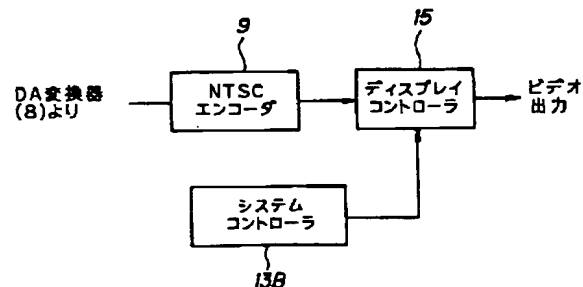 9
15
DA変換器
(8)より
NTSC
エンコーダ
ディスプレイ
コントローラ
ビデオ
出力
システム
コントローラ
13B